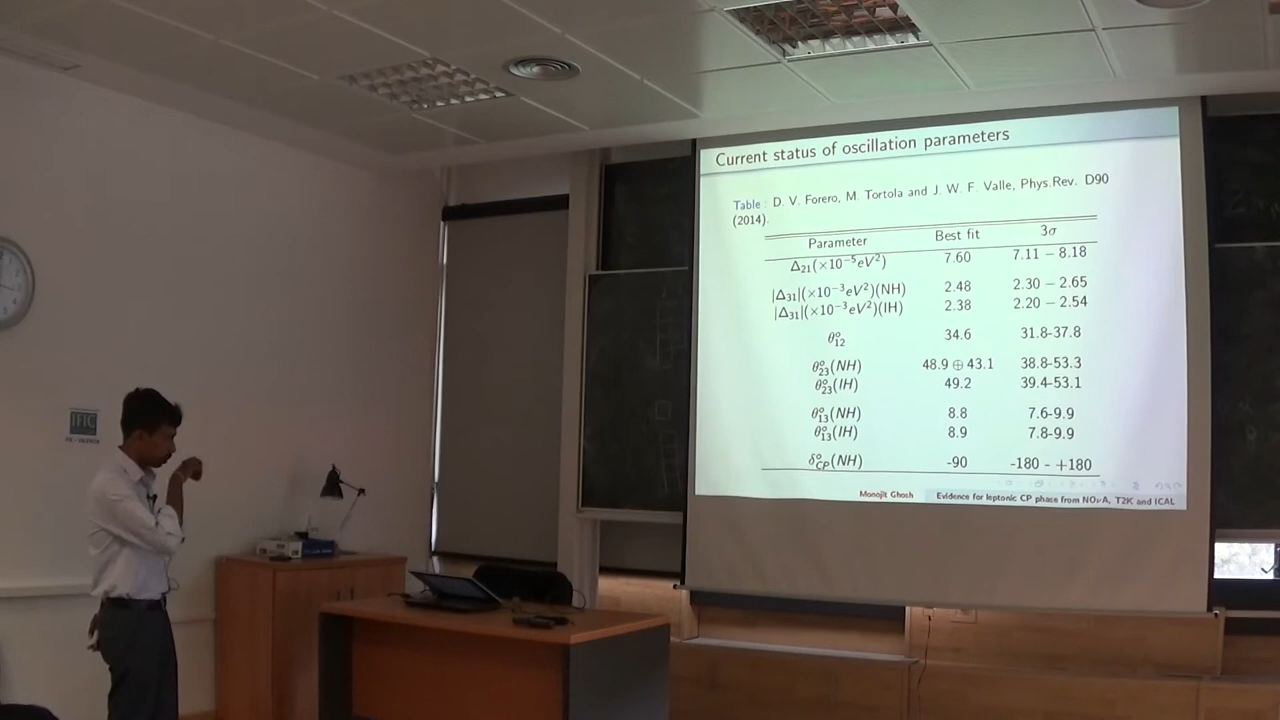 Current status of oscillation parameters
Table : D. V. Forero, M. Tortola and J. W. F. Valle, Phys.Rev. D90
(2014).
Parameter Best fit 3σ
Δ₂₁(×10⁻⁵eV²) 7.60 7.11 – 8.18
|Δ₃₁|(×10⁻³eV²)(NH) 2.48 2.30 – 2.65
|Δ₃₁|(×10⁻³eV²)(IH) 2.38 2.20 – 2.54
θ°₁₂ 34.6 31.8-37.8
θ°₂₃(NH) 48.9 ⊕ 43.1 38.8-53.3
θ°₂₃(IH) 49.2 39.4-53.1
θ°₁₃(NH) 8.8 7.6-9.9
θ°₁₃(IH) 8.9 7.8-9.9
δ°CP(NH) -90 -180 - +180
Monojit Ghosh Evidence for leptonic CP phase from NOνA, T2K and ICAL
IFIC